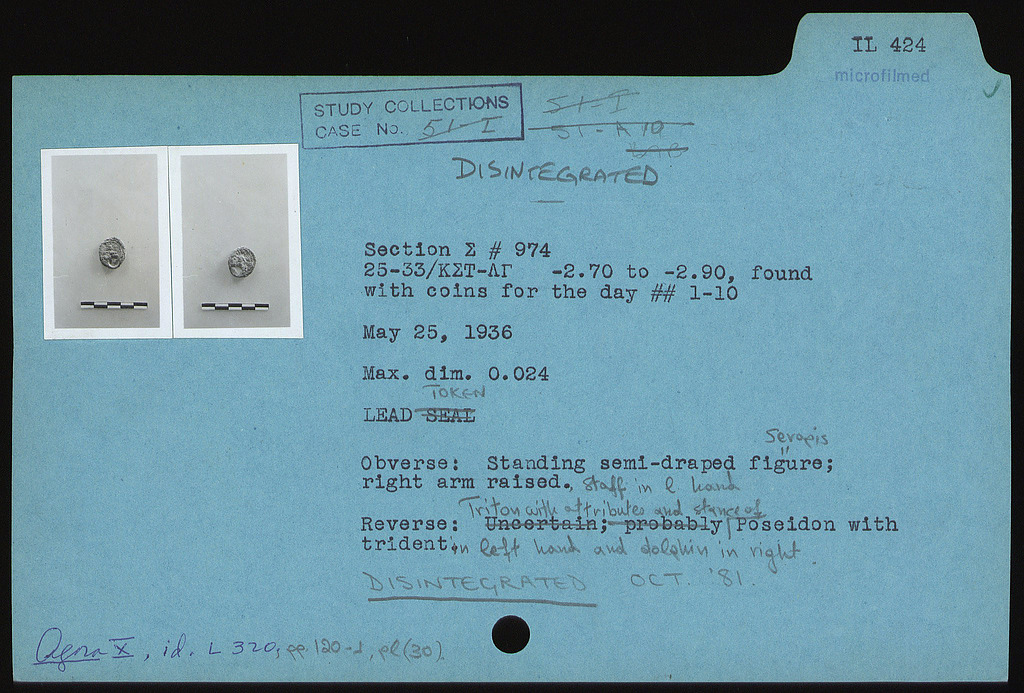 IL 424
microfilmed
STUDY COLLECTIONS
CASE No. 51-I
51-I
51-A 10
DISINTEGRATED
Section Σ # 974
25-33/ΚΣΤ-ΛΓ -2.70 to -2.90, found
with coins for the day ## 1-10
May 25, 1936
Max. dim. 0.024
TOKEN
LEAD SEAL
Serapis
Obverse: Standing semi-draped figure;
right arm raised., staff in l hand
Triton with attributes and stance of
Reverse: Uncertain; probably Poseidon with
trident in left hand and dolphin in right.
DISINTEGRATED OCT. '81.
Agora X, id. L 320, pp. 120-1, pl (30).